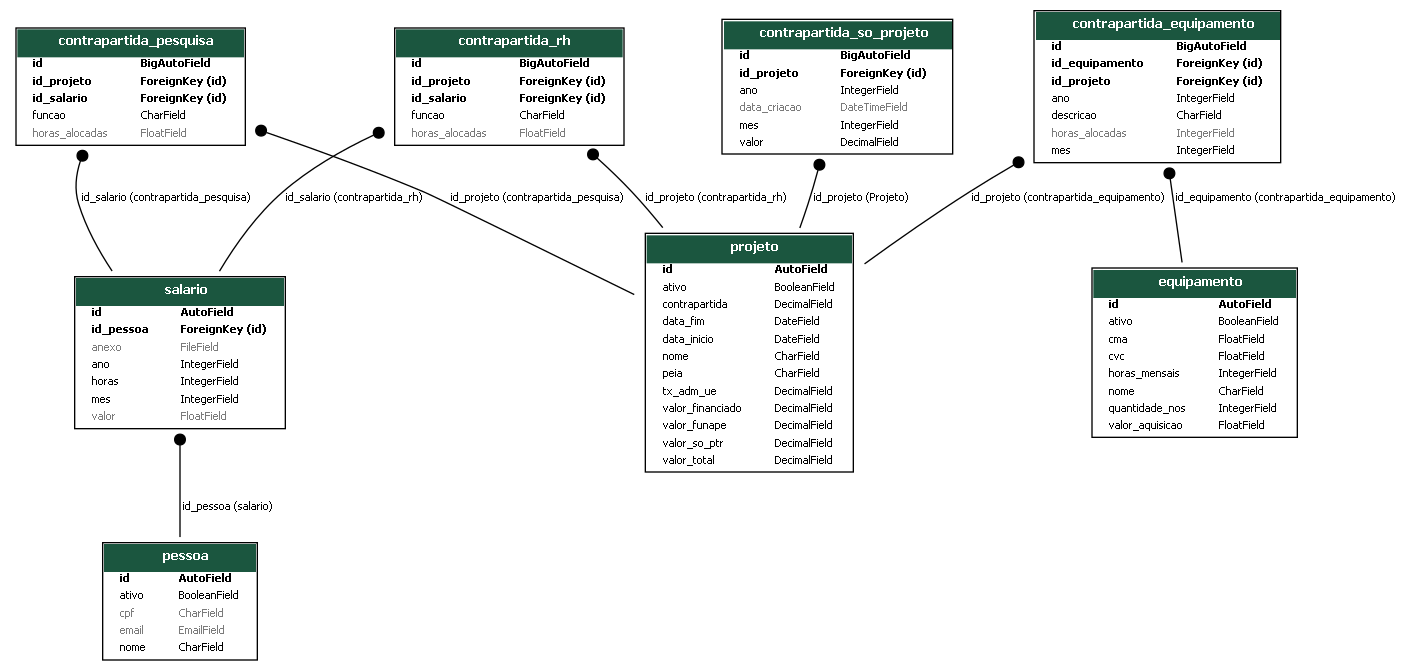 contrapartida_pesquisa
id BigAutoField
id_projeto ForeignKey (id)
id_salario ForeignKey (id)
funcao CharField
horas_alocadas FloatField
contrapartida_rh
id BigAutoField
id_projeto ForeignKey (id)
id_salario ForeignKey (id)
funcao CharField
horas_alocadas FloatField
contrapartida_so_projeto
id BigAutoField
id_projeto ForeignKey (id)
ano IntegerField
data_criacao DateTimeField
mes IntegerField
valor DecimalField
contrapartida_equipamento
id BigAutoField
id_equipamento ForeignKey (id)
id_projeto ForeignKey (id)
ano IntegerField
descricao CharField
horas_alocadas IntegerField
mes IntegerField
id_salario (contrapartida_pesquisa)
id_salario (contrapartida_rh)
id_projeto (contrapartida_pesquisa)
id_projeto (contrapartida_rh)
id_projeto (Projeto)
id_projeto (contrapartida_equipamento)
id_equipamento (contrapartida_equipamento)
salario
id AutoField
id_pessoa ForeignKey (id)
anexo FileField
ano IntegerField
horas IntegerField
mes IntegerField
valor FloatField
projeto
id AutoField
ativo BooleanField
contrapartida DecimalField
data_fim DateField
data_inicio DateField
nome CharField
peia CharField
tx_adm_ue DecimalField
valor_financiado DecimalField
valor_funape DecimalField
valor_so_ptr DecimalField
valor_total DecimalField
equipamento
id AutoField
ativo BooleanField
cma FloatField
cvc FloatField
horas_mensais IntegerField
nome CharField
quantidade_nos IntegerField
valor_aquisicao FloatField
id_pessoa (salario)
pessoa
id AutoField
ativo BooleanField
cpf CharField
email EmailField
nome CharField